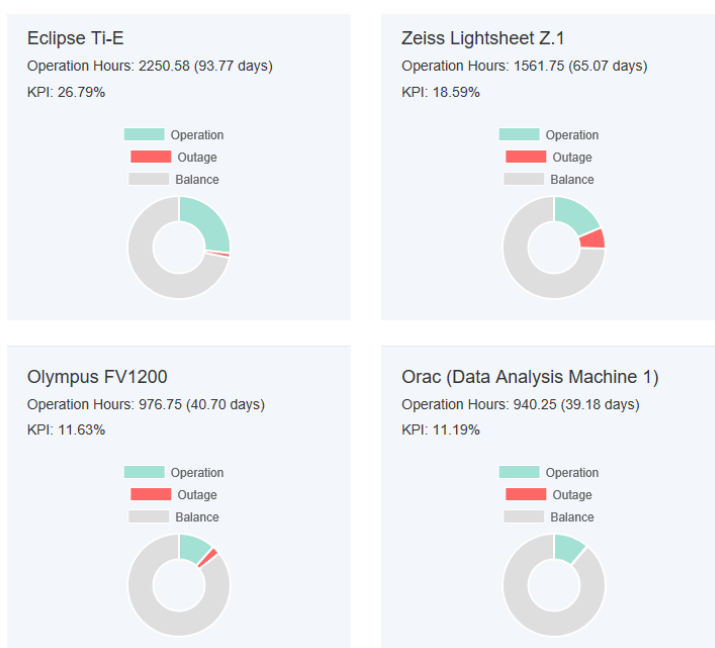 Eclipse Ti-E
Operation Hours: 2250.58 (93.77 days)
KPI: 26.79%
Operation
Outage
Balance
Zeiss Lightsheet Z.1
Operation Hours: 1561.75 (65.07 days)
KPI: 18.59%
Operation
Outage
Balance
Olympus FV1200
Operation Hours: 976.75 (40.70 days)
KPI: 11.63%
Operation
Outage
Balance
Orac (Data Analysis Machine 1)
Operation Hours: 940.25 (39.18 days)
KPI: 11.19%
Operation
Outage
Balance